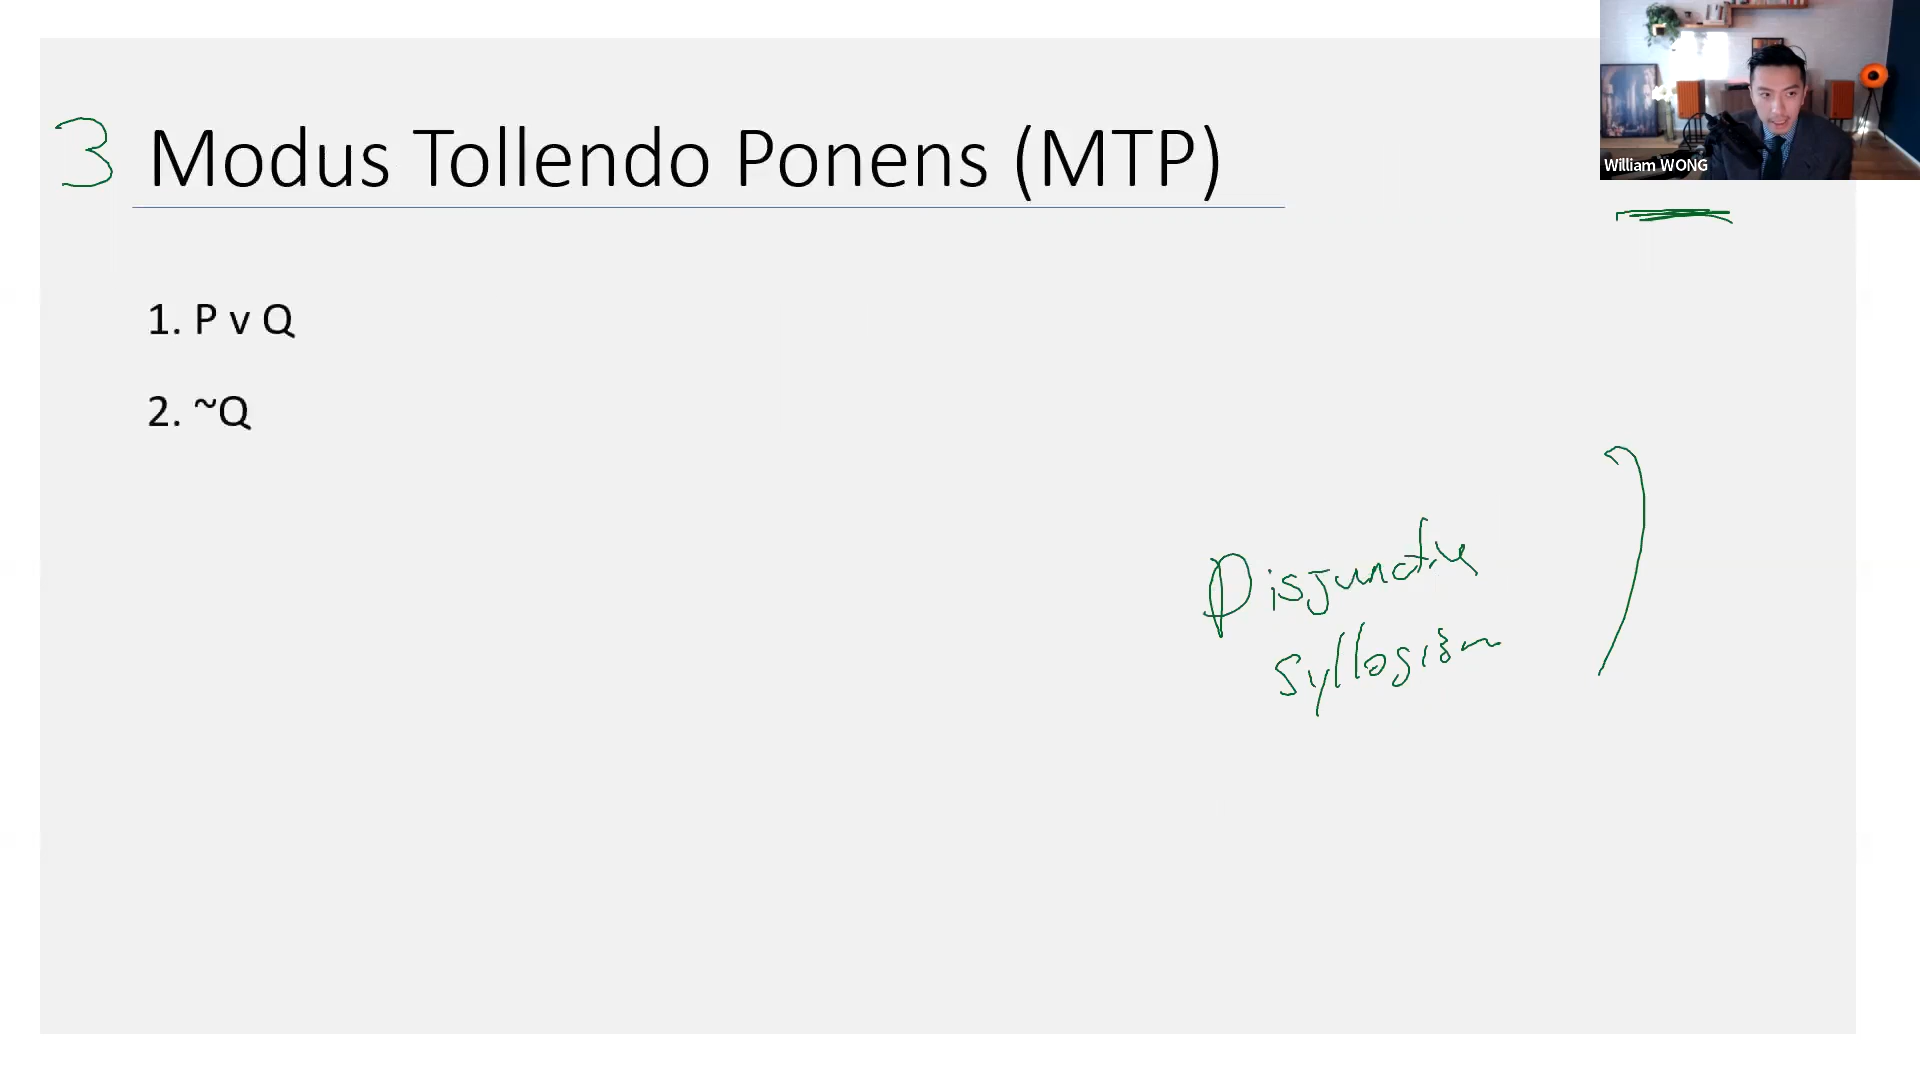 3 Modus Tollendo Ponens (MTP)
William WONG
1. P v Q
2. ~Q
Disjunctive
syllogism